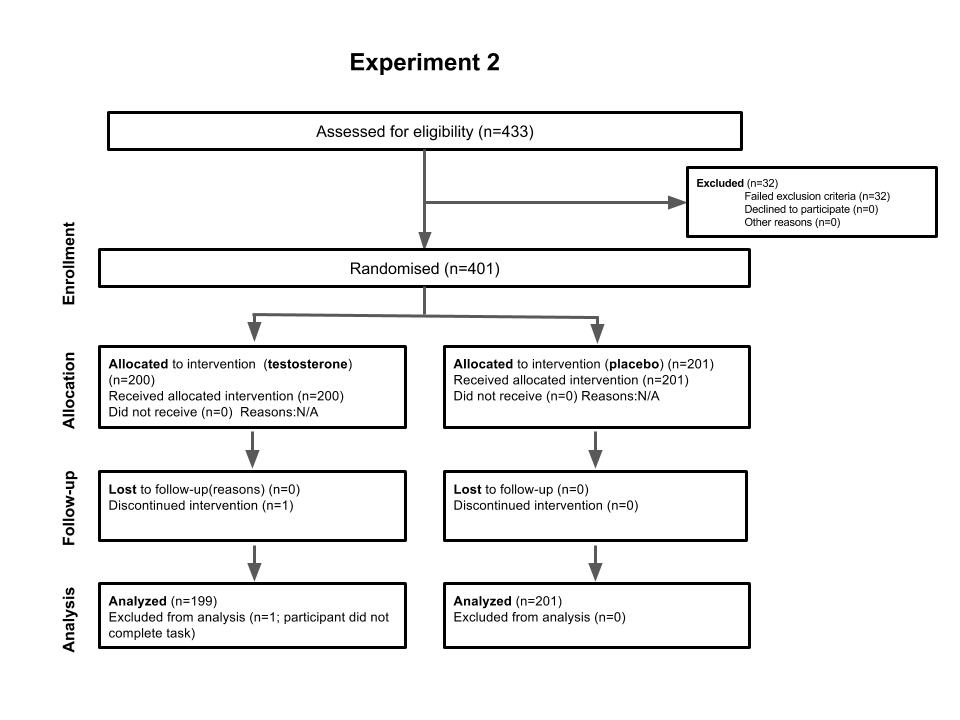 Experiment 2
Assessed for eligibility (n=433)
Excluded (n=32)
Failed exclusion criteria (n=32)
Declined to participate (n=0)
Other reasons (n=0)
Enrollment
Randomised (n=401)
Allocation
Allocated to intervention  (testosterone)
(n=200)
Received allocated intervention (n=200)
Did not receive (n=0)  Reasons:N/A
Allocated to intervention (placebo) (n=201)
Received allocated intervention (n=201)
Did not receive (n=0) Reasons:N/A
Follow-up
Lost to follow-up(reasons) (n=0)
Discontinued intervention (n=1)
Lost to follow-up (n=0)
Discontinued intervention (n=0)
Analysis
Analyzed (n=199)
Excluded from analysis (n=1; participant did not
complete task)
Analyzed (n=201)
Excluded from analysis (n=0)